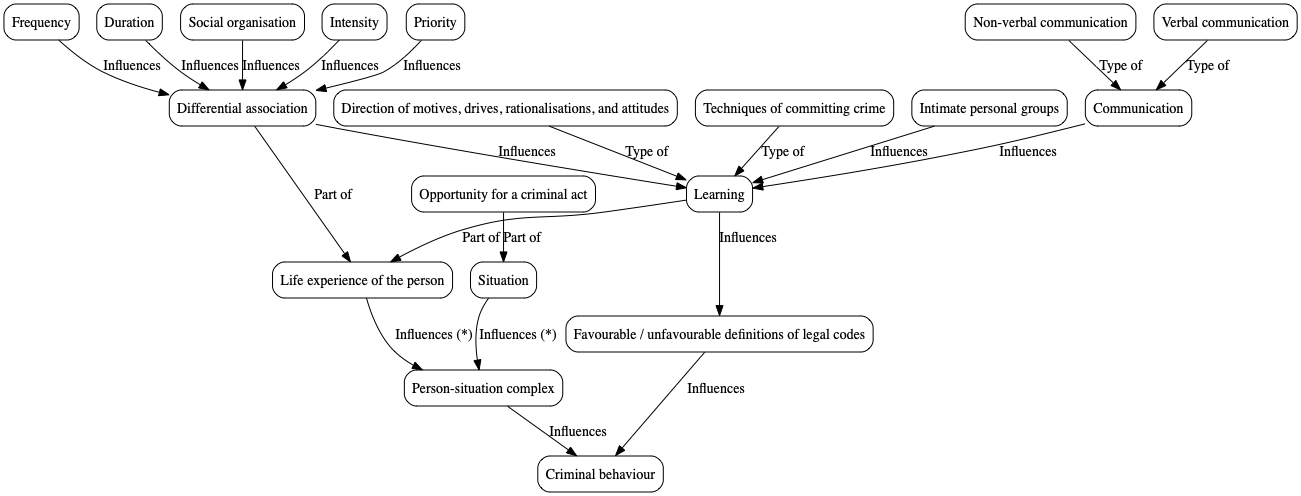 Frequency
Duration
Social organisation
Intensity
Priority
Non-verbal communication
Verbal communication
Influences
Influences
Influences
Influences
Influences
Type of
Type of
Differential association
Direction of motives, drives, rationalisations, and attitudes
Techniques of committing crime
Intimate personal groups
Communication
Influences
Type of
Type of
Influences
Influences
Part of
Opportunity for a criminal act
Learning
Part of
Part of
Influences
Life experience of the person
Situation
Influences (*)
Influences (*)
Favourable / unfavourable definitions of legal codes
Person-situation complex
Influences
Influences
Criminal behaviour